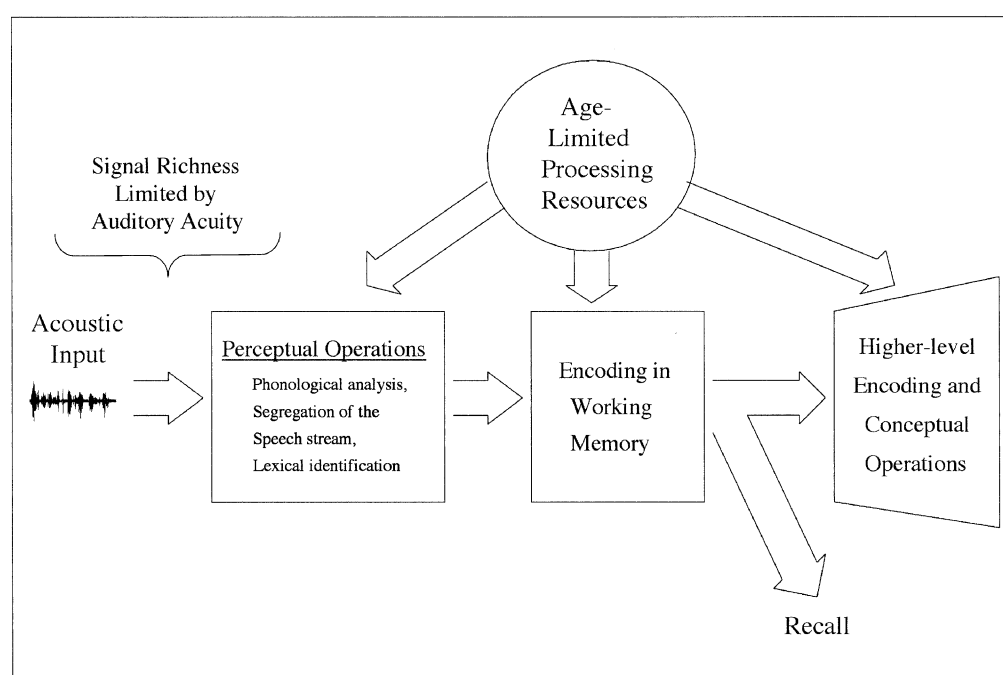 Age-
Limited
Processing
Resources
Signal Richness
Limited by
Auditory Acuity
Acoustic
Input
Perceptual Operations
Phonological analysis,
Segregation of the
Speech stream,
Lexical identification
Encoding in
Working
Memory
Higher-level
Encoding and
Conceptual
Operations
Recall